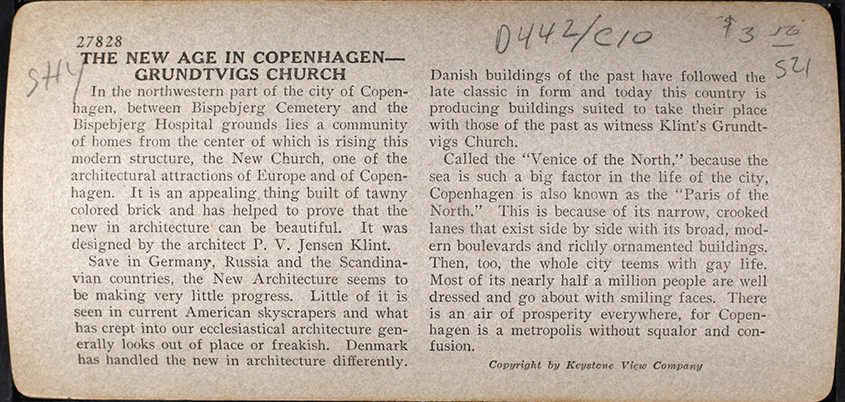 27828
THE NEW AGE IN COPENHAGEN—
GRUNDTVIGS CHURCH
In the northwestern part of the city of Copen-
hagen, between Bispebjerg Cemetery and the
Bispebjerg Hospital grounds lies a community
of homes from the center of which is rising this
modern structure, the New Church, one of the
architectural attractions of Europe and of Copen-
hagen. It is an appealing thing built of tawny
colored brick and has helped to prove that the
new in architecture can be beautiful. It was
designed by the architect P. V. Jensen Klint.
Save in Germany, Russia and the Scandina-
vian countries, the New Architecture seems to
be making very little progress. Little of it is
seen in current American skyscrapers and what
has crept into our ecclesiastical architecture gen-
erally looks out of place or freakish. Denmark
has handled the new in architecture differently.
Danish buildings of the past have followed the
late classic in form and today this country is
producing buildings suited to take their place
with those of the past as witness Klint's Grundt-
vigs Church.
Called the "Venice of the North," because the
sea is such a big factor in the life of the city,
Copenhagen is also known as the "Paris of the
North." This is because of its narrow, crooked
lanes that exist side by side with its broad, mod-
ern boulevards and richly ornamented buildings.
Then, too, the whole city teems with gay life.
Most of its nearly half a million people are well
dressed and go about with smiling faces. There
is an air of prosperity everywhere, for Copen-
hagen is a metropolis without squalor and con-
fusion.
Copyright by Keystone View Company
SHY
D442/C10
$3 50
S21